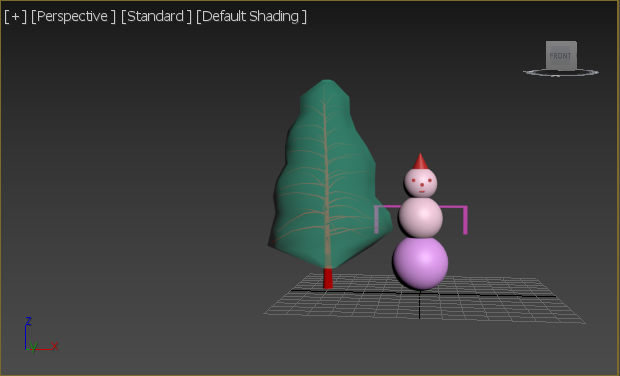 [+] [Perspective ] [Standard ] [Default Shading ]
FRONT
z
y x